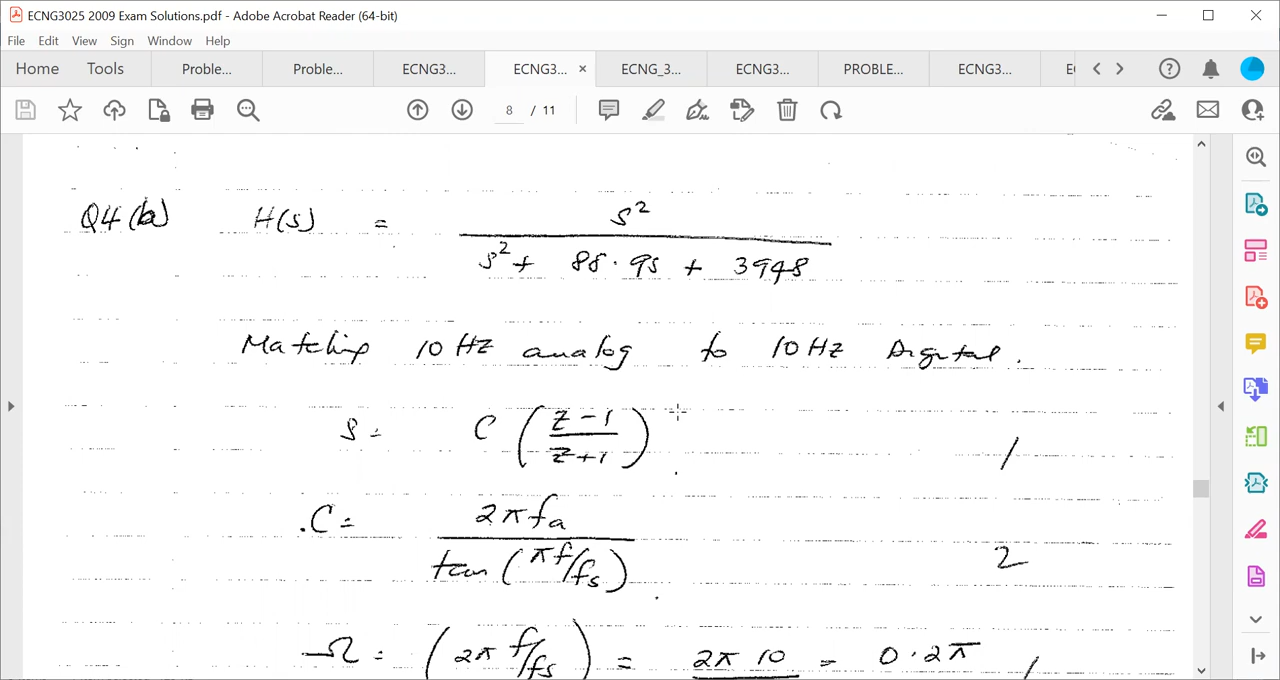 ECNG3025 2009 Exam Solutions.pdf - Adobe Acrobat Reader (64-bit)
File Edit View Sign Window Help
Home Tools Proble... Proble... ECNG3... ECNG3... × ECNG_3... ECNG3... PROBLE... ECNG3...
8 / 11
Q4 (b) H(s) = s² / (s² + 88.9s + 3948)
Matching 10 Hz analog to 10 Hz Digital.
s = C ((z-1)/(z+1)) 1
C = 2πfa / tan(πf/fs) 2
Ω = (2π f/fs) = 2π 10 = 0.2π 1